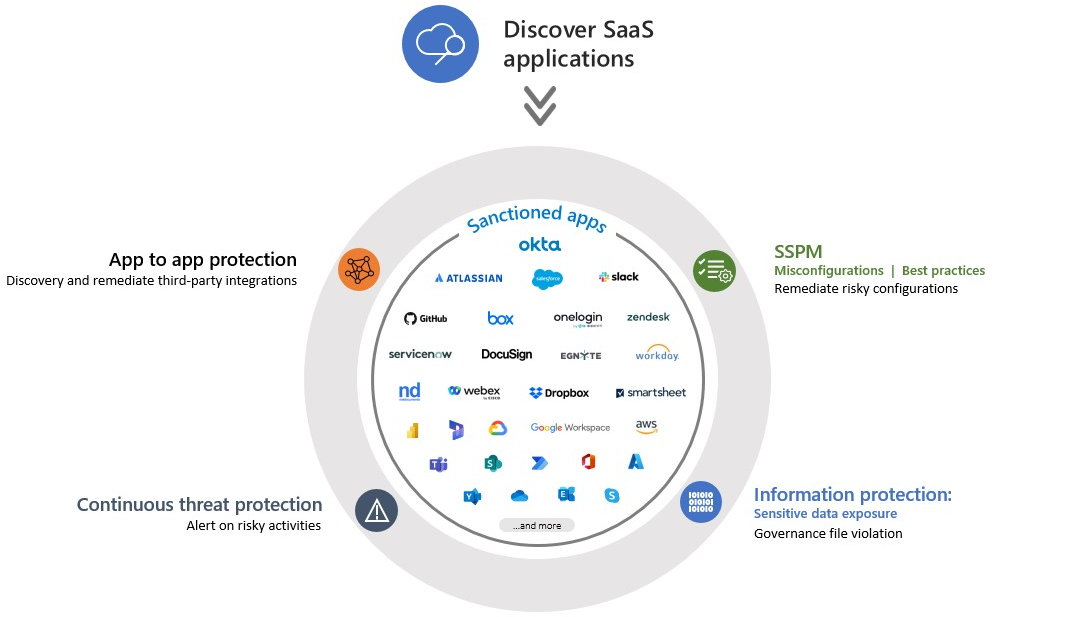 Discover SaaS
applications
Sanctioned apps
okta
ATLASSIAN
salesforce
slack
App to app protection
Discovery and remediate third-party integrations
SSPM
Misconfigurations | Best practices
Remediate risky configurations
GitHub
box
onelogin
zendesk
servicenow
DocuSign
EGNYTE
workday.
nd
webex
by CISCO
Dropbox
smartsheet
Google Workspace
aws
T
S
Y
E
S
...and more
Continuous threat protection
Alert on risky activities
Information protection:
Sensitive data exposure
Governance file violation